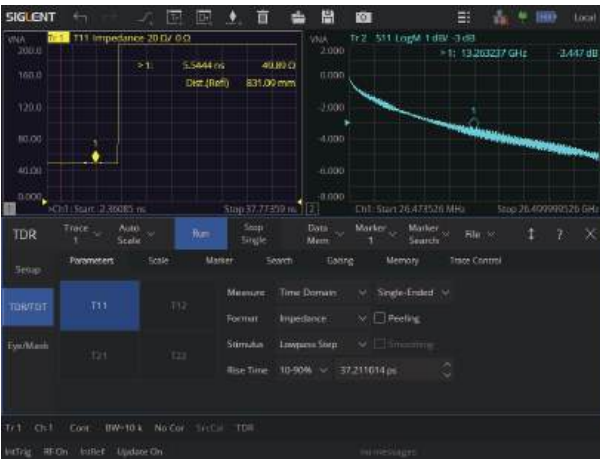 SIGLENT
Local
VNA Tr 1 T11 Impedance 20 Ω/ 0 Ω
VNA Tr 2 S11 LogM 1 dB/ -3 dB
200.0
>1: 5.5444 ns 49.89 Ω
Dist.(Refl) 831.09 mm
160.0
120.0
80.00
40.00
0.000
1
1 >Ch1: Start -2.36085 ns Stop 37.77359 ns
2.000
>1: 13.263237 GHz -3.447 dB
0.000
-2.000
-4.000
-6.000
-8.000
1
2 Ch1: Start 26.473526 MHz Stop 26.499999526 GHz
TDR
Trace 1
Auto Scale
Run
Stop Single
Data Mem
Marker 1
Marker Search
File
? X
Setup
TDR/TDT
Eye/Mask
Parameters Scale Marker Search Gating Memory Trace Control
T11 T12
T21 T22
Measure Time Domain Single-Ended
Format Impedance Peeling
Stimulus Lowpass Step Smoothing
Rise Time 10-90% 37.211014 ps
Tr 1 Ch 1 Cont BW=10 k No Cor SrcCal TDR
IntTrig RF On IntRef Update On no messages